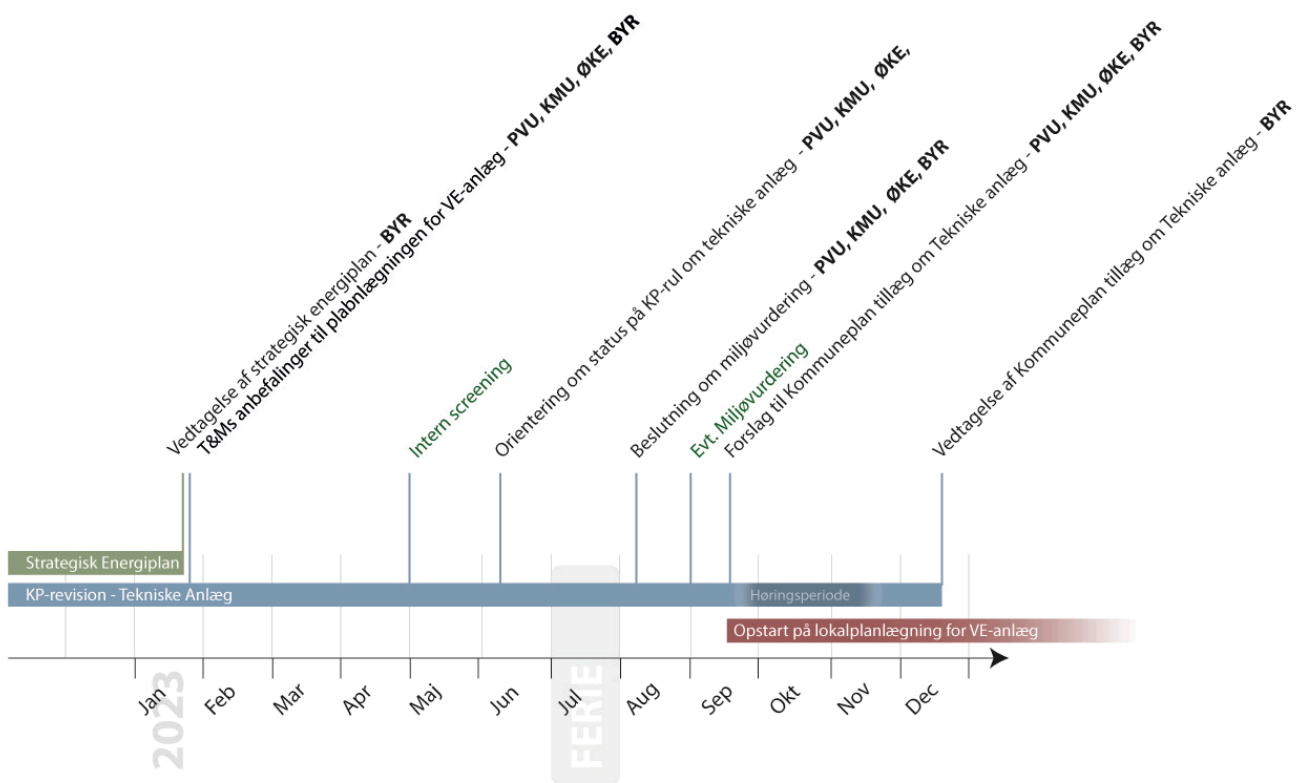 Vedtagelse af strategisk energiplan - BYR
T&Ms anbefalinger til plabnlægningen for VE-anlæg - PVU, KMU, ØKE, BYR
Intern screening
Orientering om status på KP-rul om tekniske anlæg - PVU, KMU, ØKE,
Beslutning om miljøvurdering - PVU, KMU, ØKE, BYR
Evt. Miljøvurdering
Forslag til Kommuneplan tillæg om Tekniske anlæg - PVU, KMU, ØKE, BYR
Vedtagelse af Kommuneplan tillæg om Tekniske anlæg - BYR
Strategisk Energiplan
KP-revision - Tekniske Anlæg
Høringsperiode
Opstart på lokalplanlægning for VE-anlæg
Jan
Feb
Mar
Apr
Maj
Jun
Jul
Aug
Sep
Okt
Nov
Dec
2023
FERIE